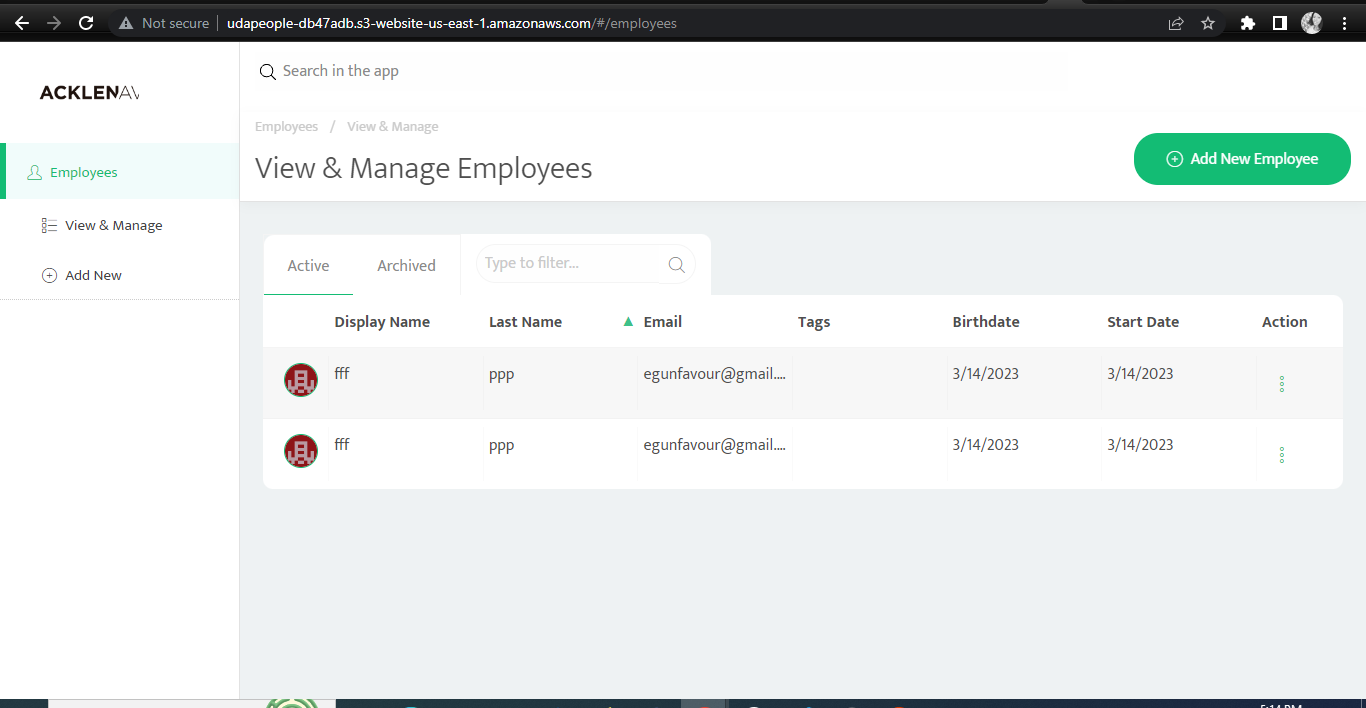 Not secure udapeople-db47adb.s3-website-us-east-1.amazonaws.com/#/employees
ACKLENAV
Search in the app
Employees / View & Manage
View & Manage Employees
Add New Employee
Employees
View & Manage
Add New
Active Archived Type to filter...
Display Name Last Name Email Tags Birthdate Start Date Action
fff ppp egunfavour@gmail.... 3/14/2023 3/14/2023
fff ppp egunfavour@gmail.... 3/14/2023 3/14/2023
5:14 PM